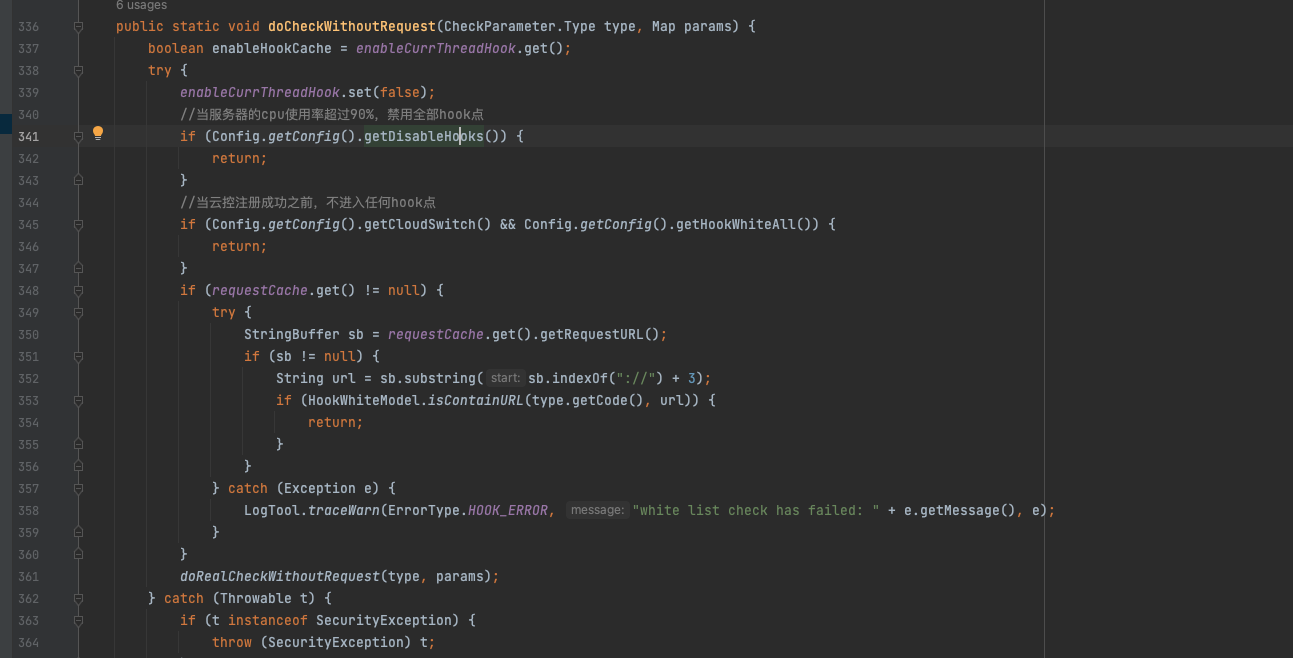 6 usages
336 public static void doCheckWithoutRequest(CheckParameter.Type type, Map params) {
337 boolean enableHookCache = enableCurrThreadHook.get();
338 try {
339 enableCurrThreadHook.set(false);
340 //当服务器的cpu使用率超过90%，禁用全部hook点
341 if (Config.getConfig().getDisableHooks()) {
342 return;
343 }
344 //当云控注册成功之前，不进入任何hook点
345 if (Config.getConfig().getCloudSwitch() && Config.getConfig().getHookWhiteAll()) {
346 return;
347 }
348 if (requestCache.get() != null) {
349 try {
350 StringBuffer sb = requestCache.get().getRequestURL();
351 if (sb != null) {
352 String url = sb.substring( start: sb.indexOf("://") + 3);
353 if (HookWhiteModel.isContainURL(type.getCode(), url)) {
354 return;
355 }
356 }
357 } catch (Exception e) {
358 LogTool.traceWarn(ErrorType.HOOK_ERROR, message: "white list check has failed: " + e.getMessage(), e);
359 }
360 }
361 doRealCheckWithoutRequest(type, params);
362 } catch (Throwable t) {
363 if (t instanceof SecurityException) {
364 throw (SecurityException) t;